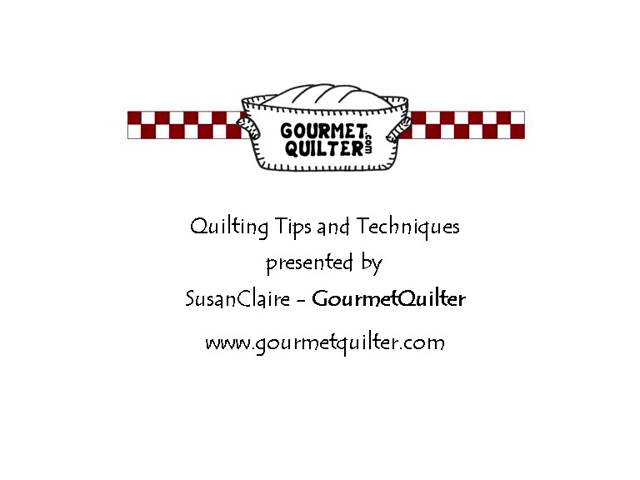 GOURMET
QUILTER.com
Quilting Tips and Techniques
presented by
SusanClaire - GourmetQuilter
www.gourmetquilter.com